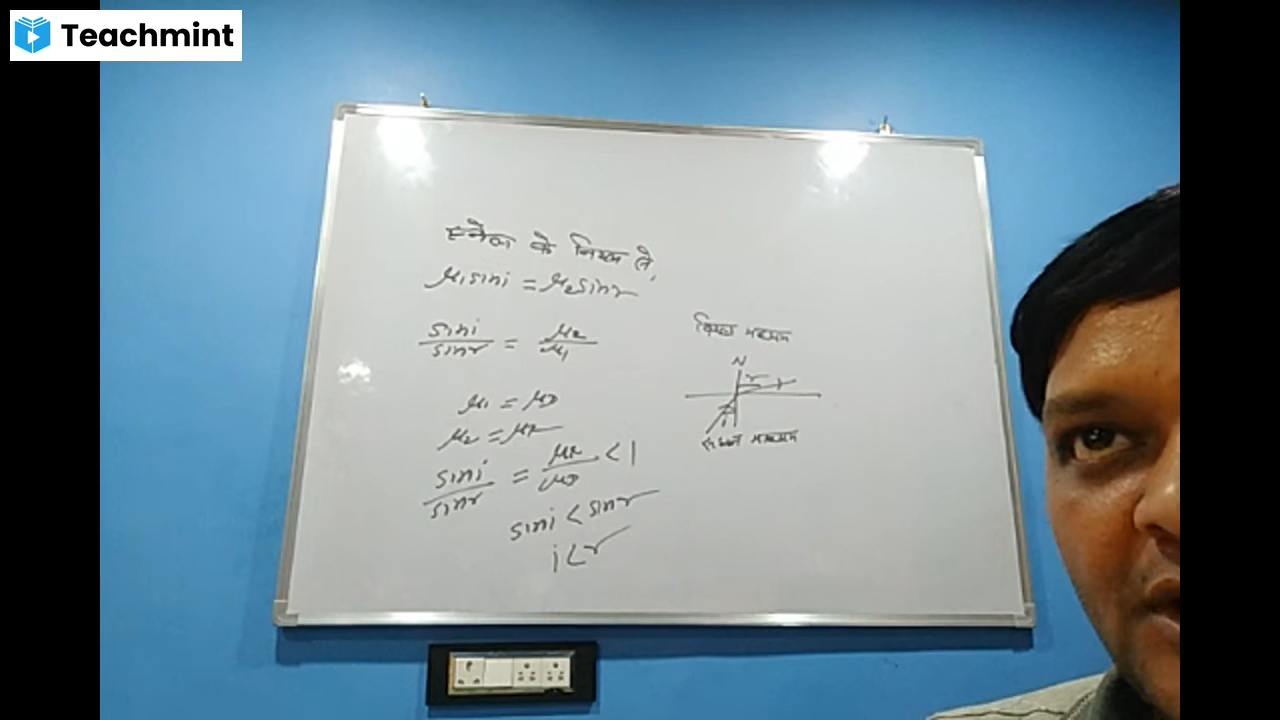 Teachmint
स्नेल के नियम से,
μ₁sini = μ₂sinr
sini/sinr = μ₂/μ₁
μ₁ = μD
μ₂ = μR
sini/sinr = μR/μD < 1
sini < sinr
i < r
विरल माध्यम
N
r
i
सघन माध्यम